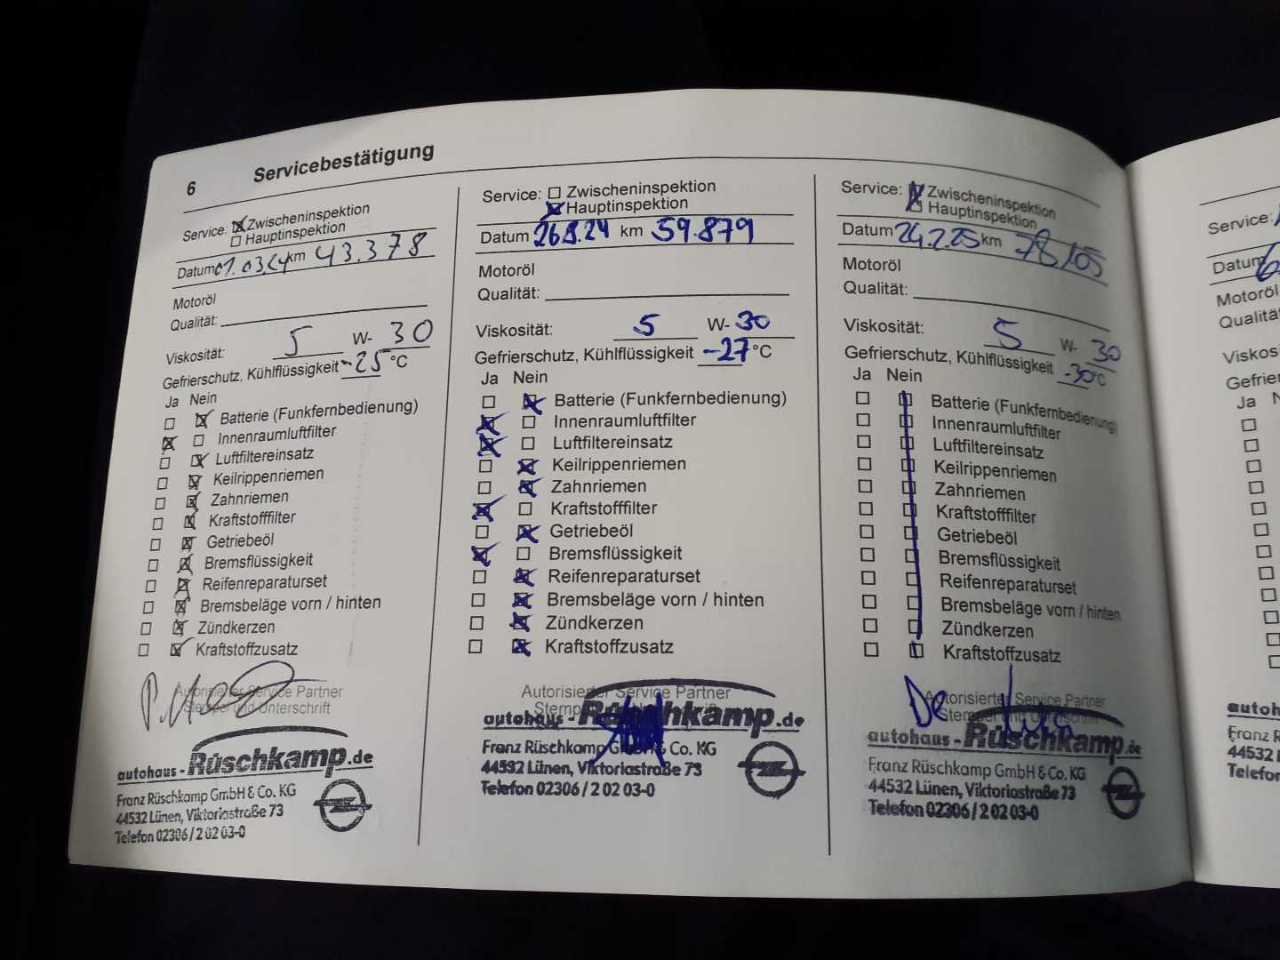 6 Servicebestätigung
Service: ☒ Zwischeninspektion
☐ Hauptinspektion
Datum 01.03.24 km 43.378
Motoröl
Qualität:
Viskosität: 5 W- 30
Gefrierschutz, Kühlflüssigkeit -25 °C
Ja Nein
☐ ☒ Batterie (Funkfernbedienung)
☒ ☐ Innenraumluftfilter
☐ ☒ Luftfiltereinsatz
☐ ☒ Keilrippenriemen
☐ ☒ Zahnriemen
☐ ☒ Kraftstofffilter
☐ ☒ Getriebeöl
☐ ☒ Bremsflüssigkeit
☐ ☒ Reifenreparaturset
☐ ☒ Bremsbeläge vorn / hinten
☐ ☒ Zündkerzen
☐ ☒ Kraftstoffzusatz
Autorisierter Service Partner
Stempel und Unterschrift
autohaus - Rüschkamp.de
Franz Rüschkamp GmbH & Co. KG
44532 Lünen, Viktoriastraße 73
Telefon 02306 / 2 02 03-0
Service: ☐ Zwischeninspektion
☒ Hauptinspektion
Datum 26.8.24 km 59.879
Motoröl
Qualität:
Viskosität: 5 W- 30
Gefrierschutz, Kühlflüssigkeit -27 °C
Ja Nein
☐ ☒ Batterie (Funkfernbedienung)
☒ ☐ Innenraumluftfilter
☒ ☐ Luftfiltereinsatz
☐ ☒ Keilrippenriemen
☐ ☒ Zahnriemen
☒ ☐ Kraftstofffilter
☐ ☒ Getriebeöl
☒ ☐ Bremsflüssigkeit
☐ ☒ Reifenreparaturset
☐ ☒ Bremsbeläge vorn / hinten
☐ ☒ Zündkerzen
☐ ☒ Kraftstoffzusatz
Autorisierter Service Partner
autohaus - Rüschkamp.de
Franz Rüschkamp GmbH & Co. KG
44532 Lünen, Viktoriastraße 73
Telefon 02306 / 2 02 03-0
Service: ☒ Zwischeninspektion
☐ Hauptinspektion
Datum 24.2.25 km 78105
Motoröl
Qualität:
Viskosität: 5 W- 30
Gefrierschutz, Kühlflüssigkeit -30°C
Ja Nein
☐ ☐ Batterie (Funkfernbedienung)
☐ ☐ Innenraumluftfilter
☐ ☐ Luftfiltereinsatz
☐ ☐ Keilrippenriemen
☐ ☐ Zahnriemen
☐ ☐ Kraftstofffilter
☐ ☐ Getriebeöl
☐ ☐ Bremsflüssigkeit
☐ ☐ Reifenreparaturset
☐ ☐ Bremsbeläge vorn / hinten
☐ ☐ Zündkerzen
☐ ☐ Kraftstoffzusatz
Autorisierter Service Partner
autohaus - Rüschkamp.de
Franz Rüschkamp GmbH & Co. KG
44532 Lünen, Viktoriastraße 73
Telefon 02306 / 2 02 03-0
Service:
Datum
Motoröl
Ja
44532